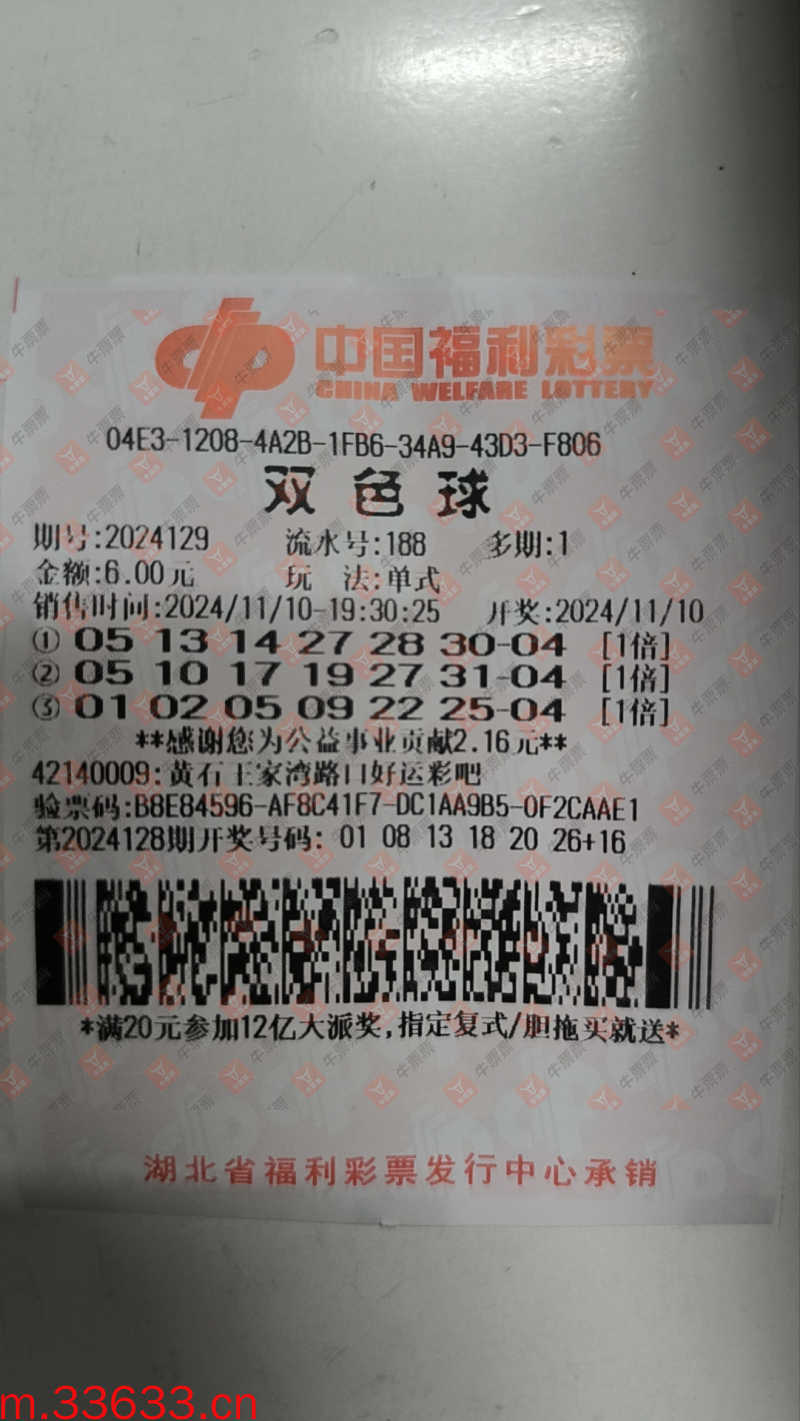 中国福利彩票
CHINA WELFARE LOTTERY
04E3-1208-4A2B-1FB6-34A9-43D3-F806
双色球
期号:2024129 流水号:188 多期:1
金额:6.00元 玩 法:单式
销售时间:2024/11/10-19:30:25 开奖:2024/11/10
① 05 13 14 27 28 30-04 [1倍]
② 05 10 17 19 27 31-04 [1倍]
③ 01 02 05 09 22 25-04 [1倍]
**感谢您为公益事业贡献2.16元**
42140009:黄石王家湾路口好运彩吧
验票码:B8E84596-AF8C41F7-DC1AA9B5-0F2CAAE1
第2024128期开奖号码: 01 08 13 18 20 26+16
*满20元参加12亿大派奖,指定复式/胆拖买就送*
湖北省福利彩票发行中心承销
m.33633.cn